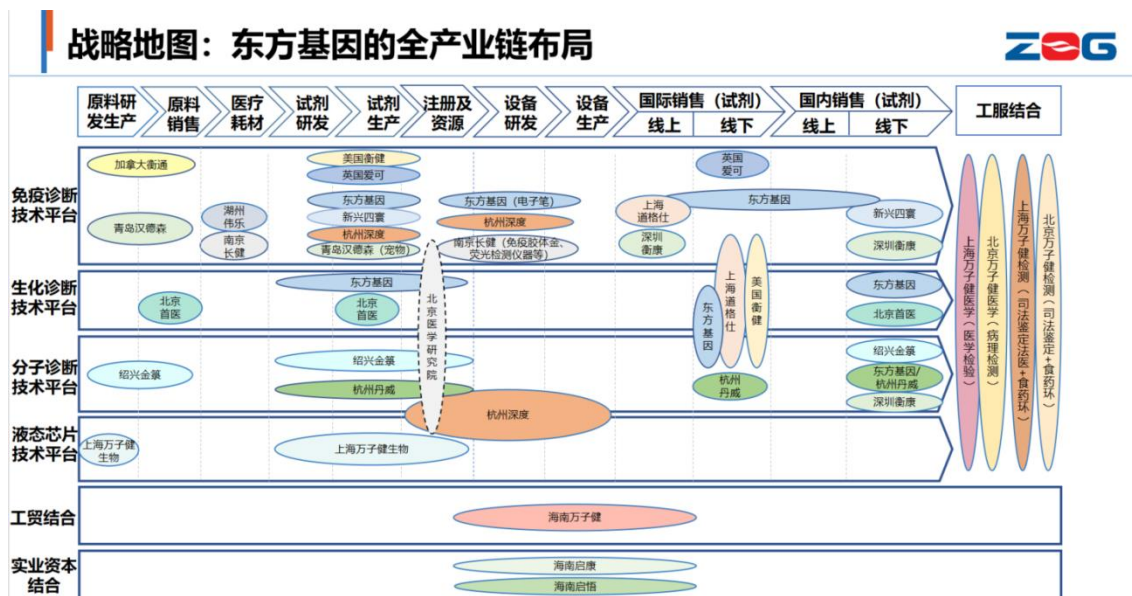 战略地图：东方基因的全产业链布局
ZOG
原料研
发生产
原料
销售
医疗
耗材
试剂
研发
试剂
生产
注册及
资源
设备
研发
设备
生产
国际销售（试剂）
线上
线下
国内销售（试剂）
线上
线下
工服结合
免疫诊断
技术平台
加拿大衡通
青岛汉德森
湖州
伟乐
南京
长健
美国衡健
英国爱可
东方基因
新兴四寰
杭州深度
青岛汉德森（宠物）
东方基因（电子笔）
杭州深度
南京长健（免疫胶体金、
荧光检测仪器等）
上海
道格仕
深圳
衡康
英国
爱可
东方基因
新兴四寰
深圳衡康
生化诊断
技术平台
北京
首医
东方基因
北京
首医
北京医学研究院
东方基因
上海道格仕
美国衡健
东方基因
北京首医
分子诊断
技术平台
绍兴金箓
绍兴金箓
杭州丹威
杭州深度
杭州
丹威
绍兴金箓
东方基因/
杭州丹威
深圳衡康
液态芯片
技术平台
上海万子健
生物
上海万子健生物
上海万子健医学（医学检验）
北京万子健医学（病理检测）
上海万子健检测（司法鉴定法医+食药环）
北京万子健检测（司法鉴定+食药环）
工贸结合
海南万子健
实业资本
结合
海南启康
海南启悟